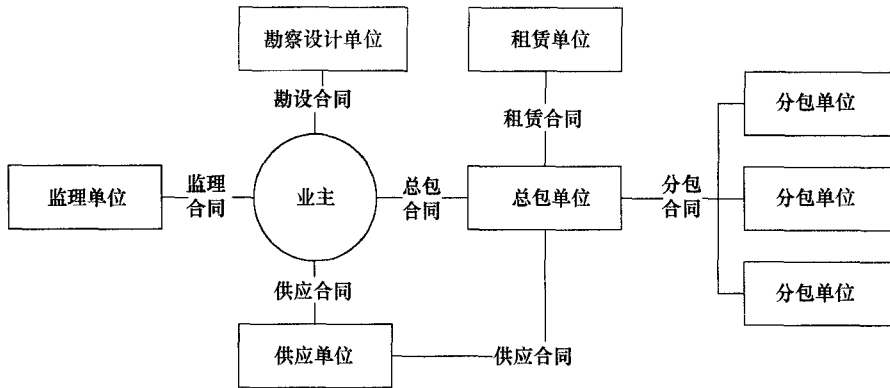 勘察设计单位
租赁单位
勘设合同
租赁合同
分包单位
监理单位
监理
合同
业主
总包
合同
总包单位
分包
合同
分包单位
供应合同
分包单位
供应单位
供应合同